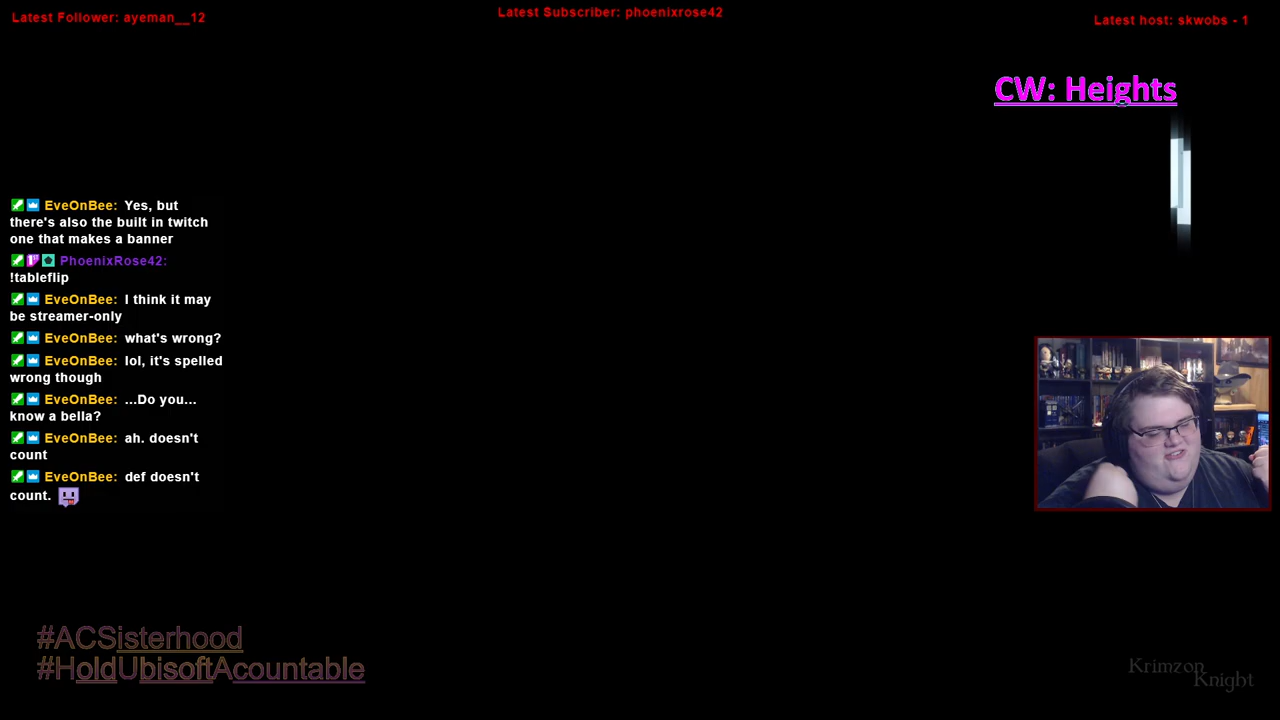 Latest Follower: ayeman__12
Latest Subscriber: phoenixrose42
Latest host: skwobs - 1
CW: Heights
EveOnBee: Yes, but
there's also the built in twitch
one that makes a banner
PhoenixRose42:
!tableflip
EveOnBee: I think it may
be streamer-only
EveOnBee: what's wrong?
EveOnBee: lol, it's spelled
wrong though
EveOnBee: ...Do you...
know a bella?
EveOnBee: ah. doesn't
count
EveOnBee: def doesn't
count.
#ACSisterhood
#HoldUbisoftAcountable
Krimzon
Knight